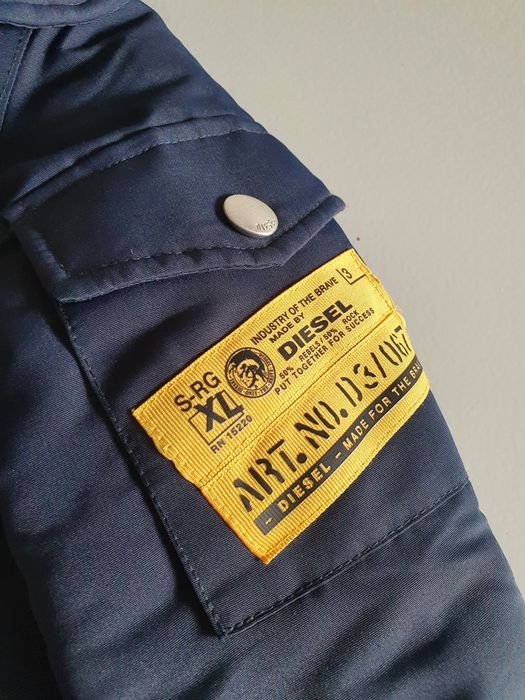 INDUSTRY OF THE BRAVE
3
MADE BY
DIESEL
50% REBELS / 50% ROCK
PUT TOGETHER FOR SUCCESS
S-RG
XL
RN 15220
ART.NO.D3/067
- DIESEL - MADE FOR THE BRA